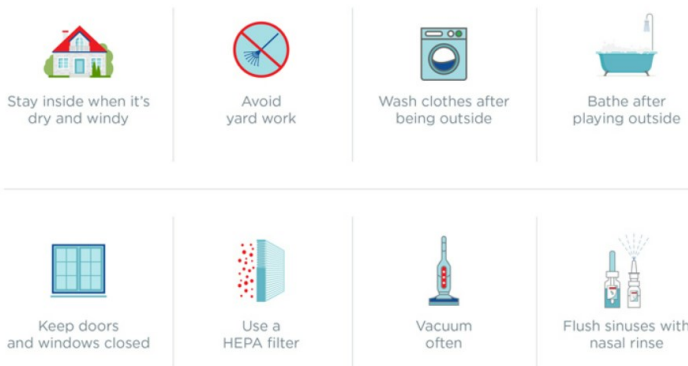 Stay inside when it's
dry and windy
Avoid
yard work
Wash clothes after
being outside
Bathe after
playing outside
Keep doors
and windows closed
Use a
HEPA filter
Vacuum
often
Flush sinuses with
nasal rinse